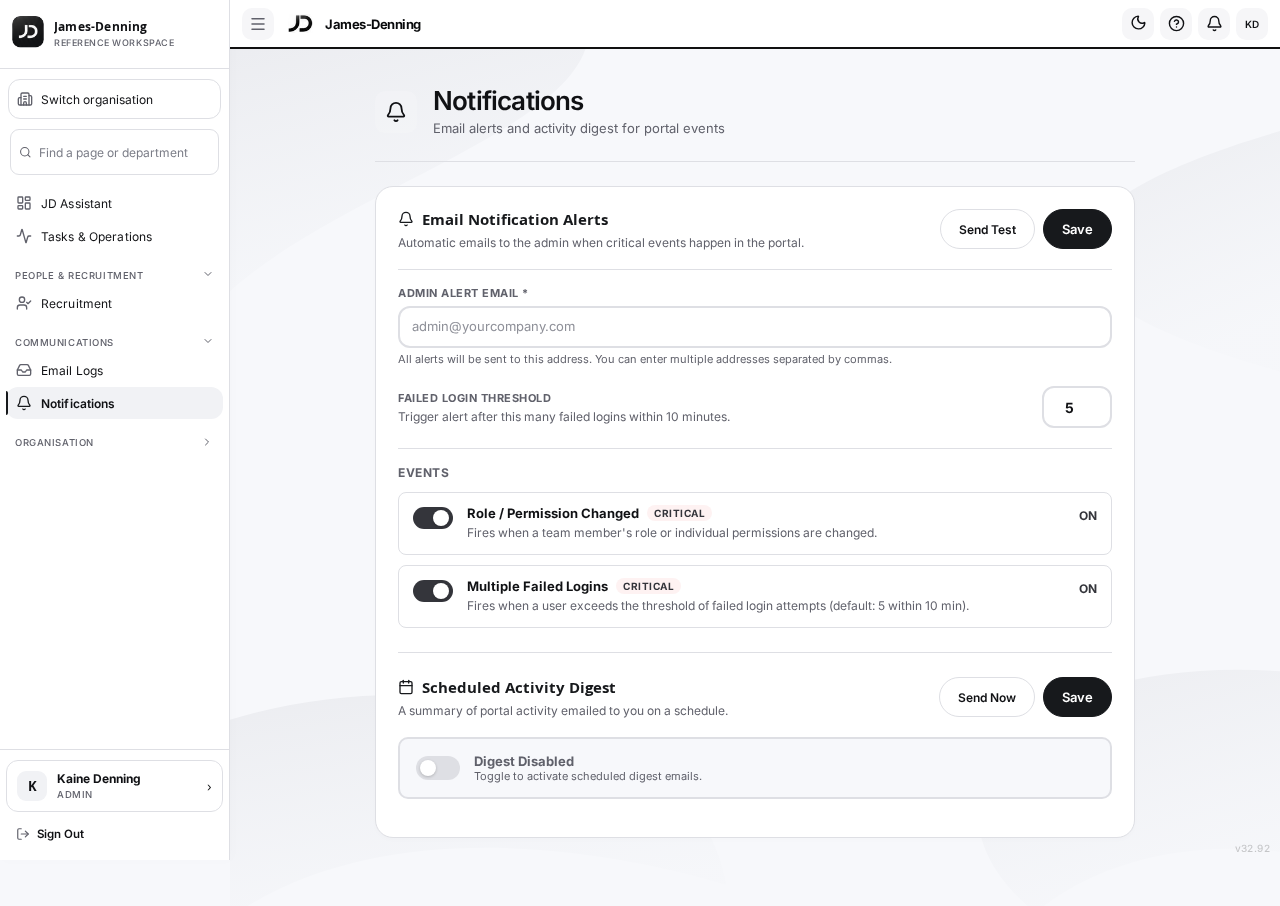 James-Denning
REFERENCE WORKSPACE
Switch organisation
Find a page or department
JD Assistant
Tasks & Operations
PEOPLE & RECRUITMENT
Recruitment
COMMUNICATIONS
Email Logs
Notifications
ORGANISATION
K
Kaine Denning
ADMIN
Sign Out
JD James-Denning
KD
Notifications
Email alerts and activity digest for portal events
Email Notification Alerts
Automatic emails to the admin when critical events happen in the portal.
Send Test
Save
ADMIN ALERT EMAIL *
admin@yourcompany.com
All alerts will be sent to this address. You can enter multiple addresses separated by commas.
FAILED LOGIN THRESHOLD
Trigger alert after this many failed logins within 10 minutes.
5
EVENTS
Role / Permission Changed CRITICAL
ON
Fires when a team member's role or individual permissions are changed.
Multiple Failed Logins CRITICAL
ON
Fires when a user exceeds the threshold of failed login attempts (default: 5 within 10 min).
Scheduled Activity Digest
A summary of portal activity emailed to you on a schedule.
Send Now
Save
Digest Disabled
Toggle to activate scheduled digest emails.
v32.92